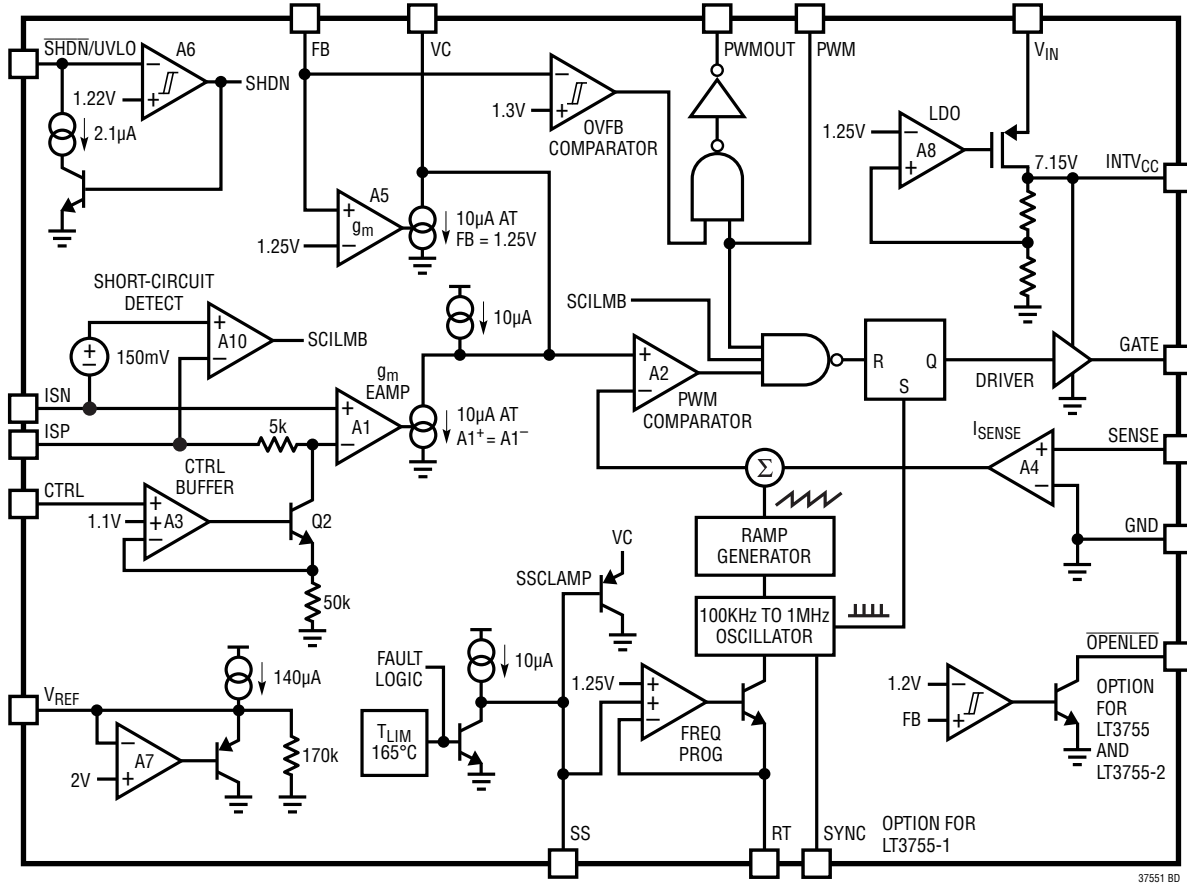 SHDN/UVLO
A6
SHDN
1.22V
2.1µA
FB
VC
PWMOUT
PWM
VIN
1.3V
OVFB
COMPARATOR
LDO
1.25V
A8
7.15V
INTVCC
A5
gm
1.25V
10µA AT
FB = 1.25V
SHORT-CIRCUIT
DETECT
A10
SCILMB
150mV
10µA
SCILMB
ISN
ISP
5k
gm
EAMP
A1
10µA AT
A1+ = A1–
A2
PWM
COMPARATOR
R
Q
S
DRIVER
GATE
ISENSE
A4
SENSE
GND
CTRL
CTRL
BUFFER
1.1V
A3
Q2
50k
Σ
RAMP
GENERATOR
100KHz TO 1MHz
OSCILLATOR
VC
SSCLAMP
140µA
VREF
A7
2V
170k
FAULT
LOGIC
10µA
TLIM
165°C
1.25V
FREQ
PROG
OPENLED
1.2V
FB
OPTION
FOR
LT3755
AND
LT3755-2
SS
RT
SYNC
OPTION FOR
LT3755-1
37551 BD